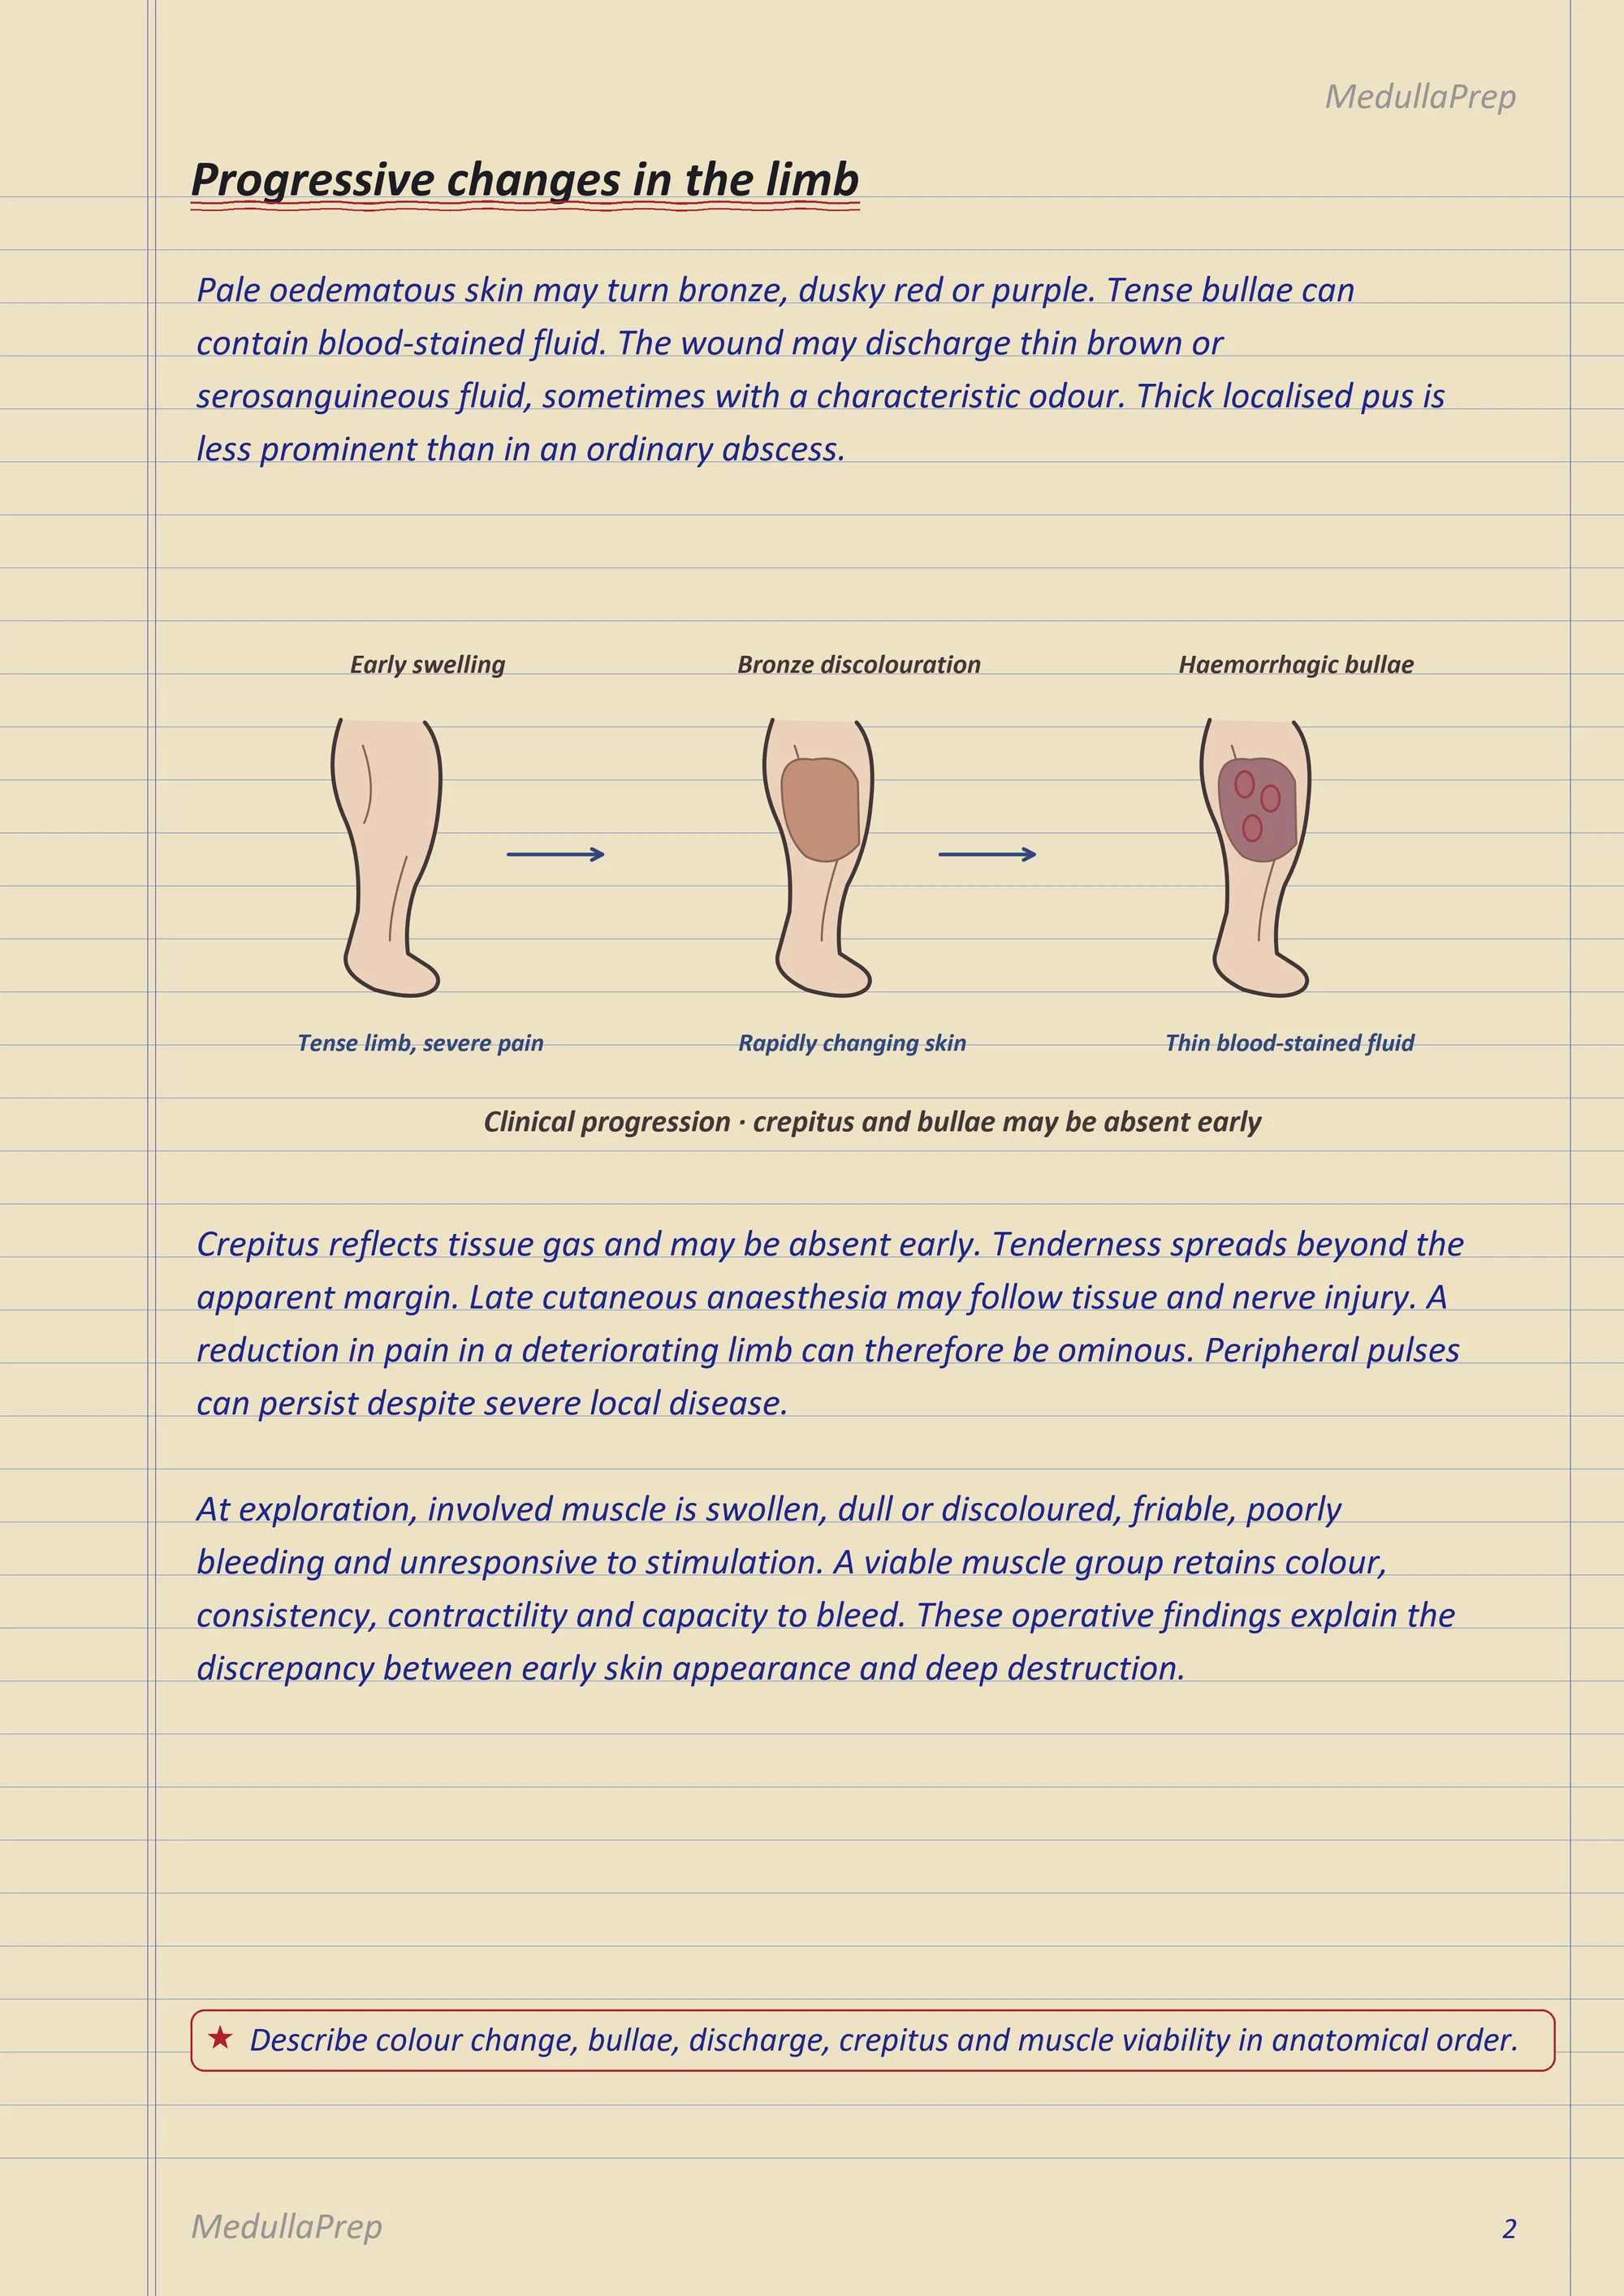 MedullaPrep
Progressive changes in the limb
Pale oedematous skin may turn bronze, dusky red or purple. Tense bullae can
contain blood-stained fluid. The wound may discharge thin brown or
serosanguineous fluid, sometimes with a characteristic odour. Thick localised pus is
less prominent than in an ordinary abscess.
Early swelling
Bronze discolouration
Haemorrhagic bullae
Tense limb, severe pain
Rapidly changing skin
Thin blood-stained fluid
Clinical progression · crepitus and bullae may be absent early
Crepitus reflects tissue gas and may be absent early. Tenderness spreads beyond the
apparent margin. Late cutaneous anaesthesia may follow tissue and nerve injury. A
reduction in pain in a deteriorating limb can therefore be ominous. Peripheral pulses
can persist despite severe local disease.
At exploration, involved muscle is swollen, dull or discoloured, friable, poorly
bleeding and unresponsive to stimulation. A viable muscle group retains colour,
consistency, contractility and capacity to bleed. These operative findings explain the
discrepancy between early skin appearance and deep destruction.
★ Describe colour change, bullae, discharge, crepitus and muscle viability in anatomical order.
MedullaPrep
2